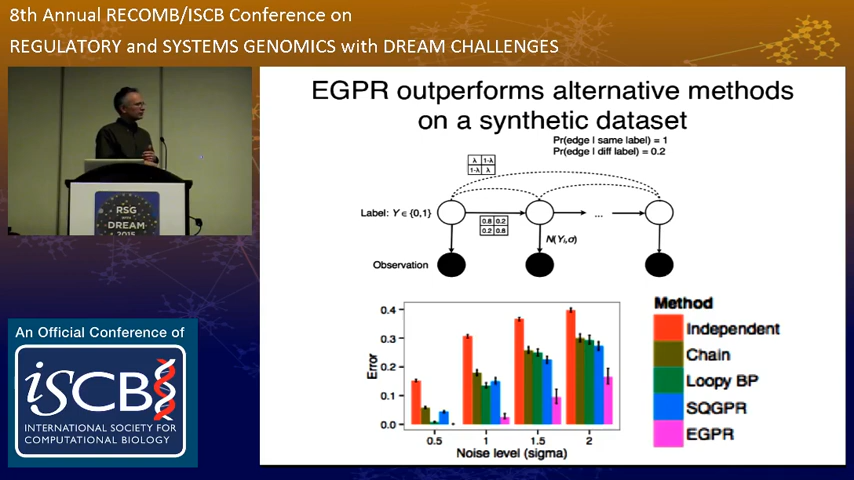 8th Annual RECOMB/ISCB Conference on
REGULATORY and SYSTEMS GENOMICS with DREAM CHALLENGES
EGPR outperforms alternative methods
on a synthetic dataset
Pr(edge | same label) = 1
Pr(edge | diff label) = 0.2
λ 1-λ
1-λ λ
Label: Y ∈ {0,1}
...
0.8 0.2
0.2 0.8
N(Yᵢ,σ)
Observation
RSG
with
DREAM
2015
An Official Conference of
ISCB
INTERNATIONAL SOCIETY FOR
COMPUTATIONAL BIOLOGY
Error
0.4
0.3
0.2
0.1
0.0
0.5 1 1.5 2
Noise level (sigma)
Method
Independent
Chain
Loopy BP
SQGPR
EGPR